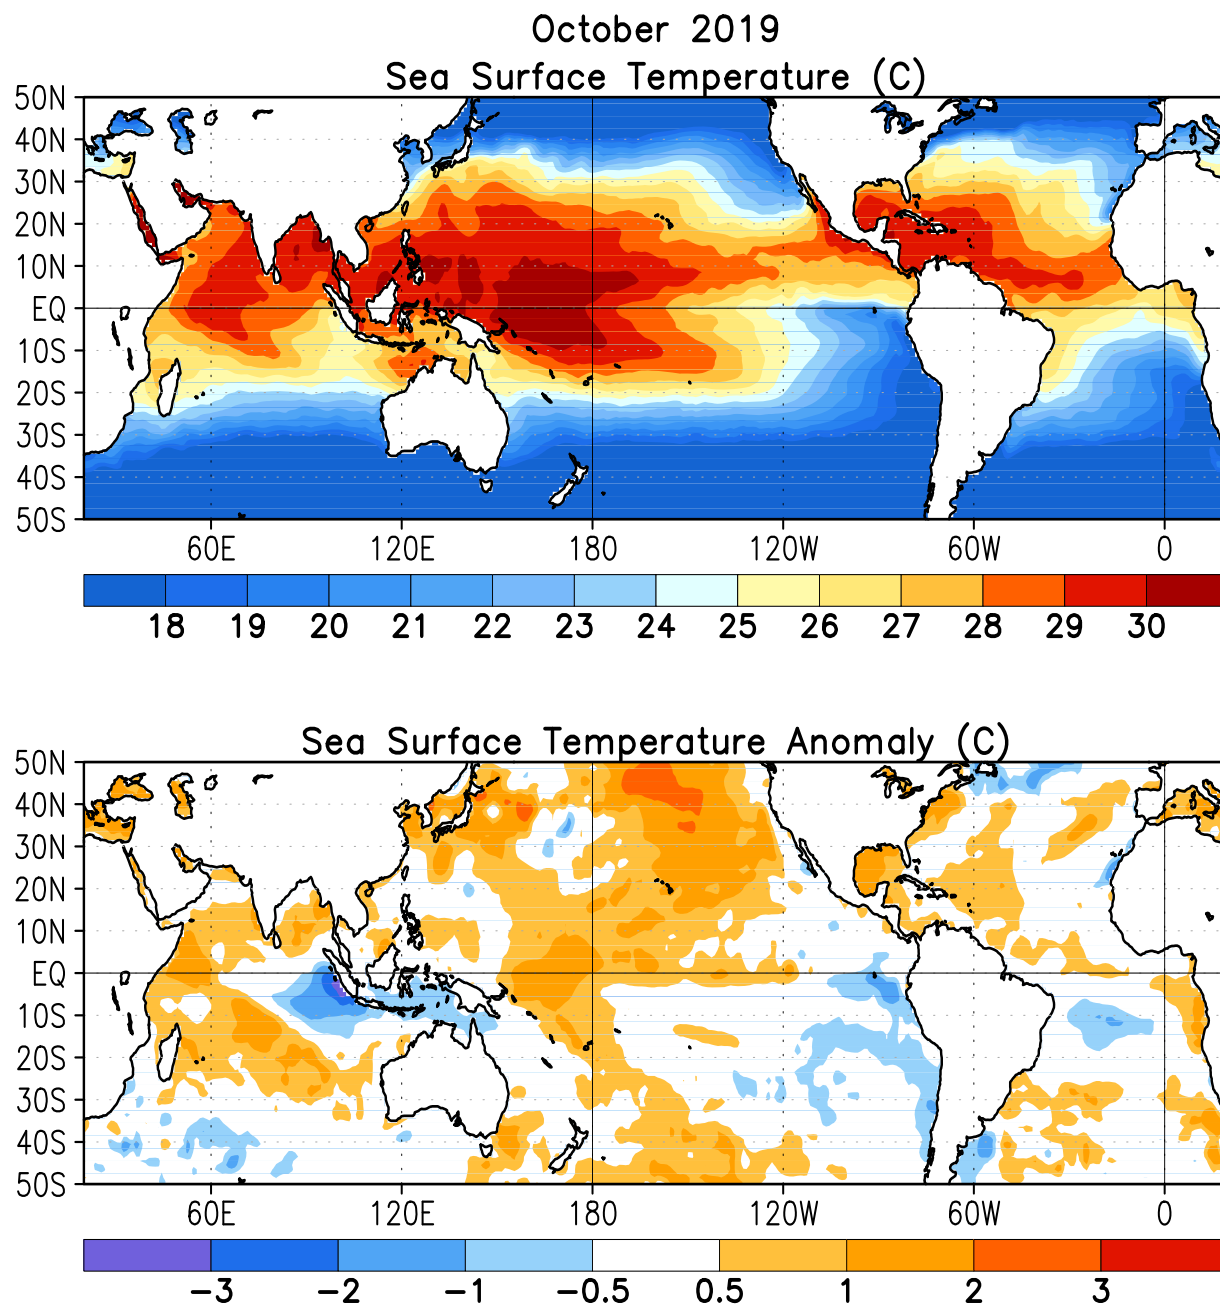 October 2019
Sea Surface Temperature (C)
50N
40N
30N
20N
10N
EQ
10S
20S
30S
40S
50S
60E 120E 180 120W 60W 0
18 19 20 21 22 23 24 25 26 27 28 29 30
Sea Surface Temperature Anomaly (C)
50N
40N
30N
20N
10N
EQ
10S
20S
30S
40S
50S
60E 120E 180 120W 60W 0
-3 -2 -1 -0.5 0.5 1 2 3